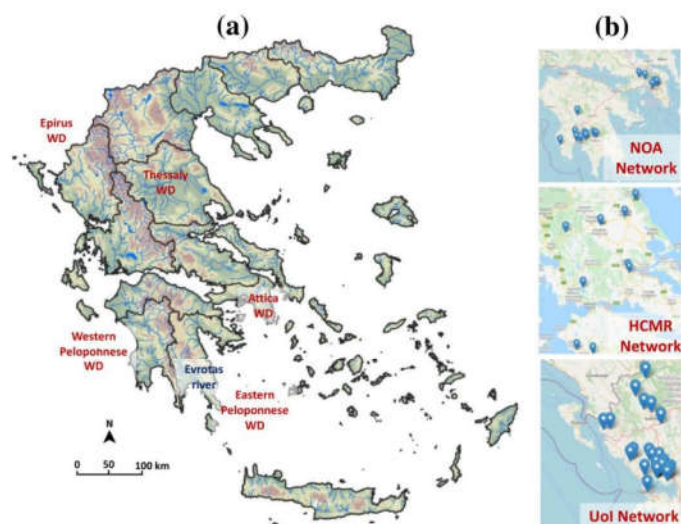 (a)
Epirus
WD
Thessaly
WD
Attica
WD
Western
Peloponnese
WD
Evrotas
river
Eastern
Peloponnese
WD
N
0 50 100 km
(b)
NOA
Network
HCMR
Network
UoI Network